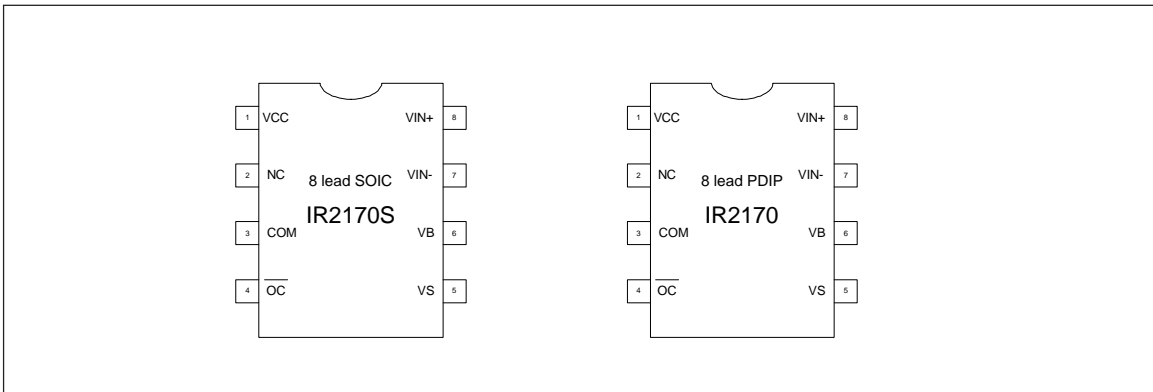 1 VCC VIN+ 8
2 NC 8 lead SOIC VIN- 7
IR2170S
3 COM VB 6
4 O̅C̅ VS 5
1 VCC VIN+ 8
2 NC 8 lead PDIP VIN- 7
IR2170
3 COM VB 6
4 O̅C̅ VS 5